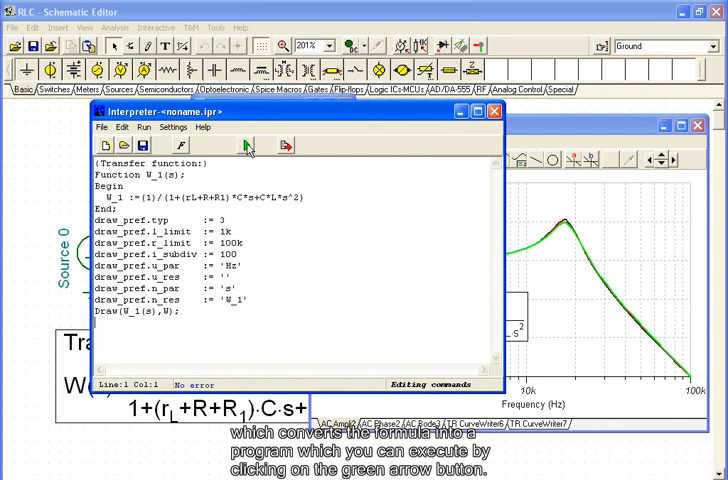 RLC - Schematic Editor
File Edit Insert View Analysis Interactive T&M Tools Help
201%
DC
Ground
Basic Switches Meters Sources Semiconductors Optoelectronic Spice Macros Gates Flip-flops Logic ICs-MCUs AD/DA-555 RF Analog Control Special
Interpreter-<noname.ipr>
File Edit Run Settings Help
F
{Transfer function:}
Function W_1(s);
Begin
W_1 :=(1)/(1+(rL+R+R1)*C*s+C*L*s^2)
End;
draw_pref.typ := 3
draw_pref.l_limit := 1k
draw_pref.r_limit := 100k
draw_pref.i_subdiv := 100
draw_pref.u_par := 'Hz'
draw_pref.u_res := ''
draw_pref.n_par := 's'
draw_pref.n_res := 'W_1'
Draw(W_1(s),W);
Line:1 Col:1 No error Editing commands
Source 0
Tra
W(
1+(rL+R+R1)·C·s+
a b
L·s²
10k 100k
Frequency (Hz)
AC Ampl2 AC Phase2 AC Bode3 TR CurveWriter6 TR CurveWriter7
which converts the formula into a
program which you can execute by
clicking on the green arrow button.